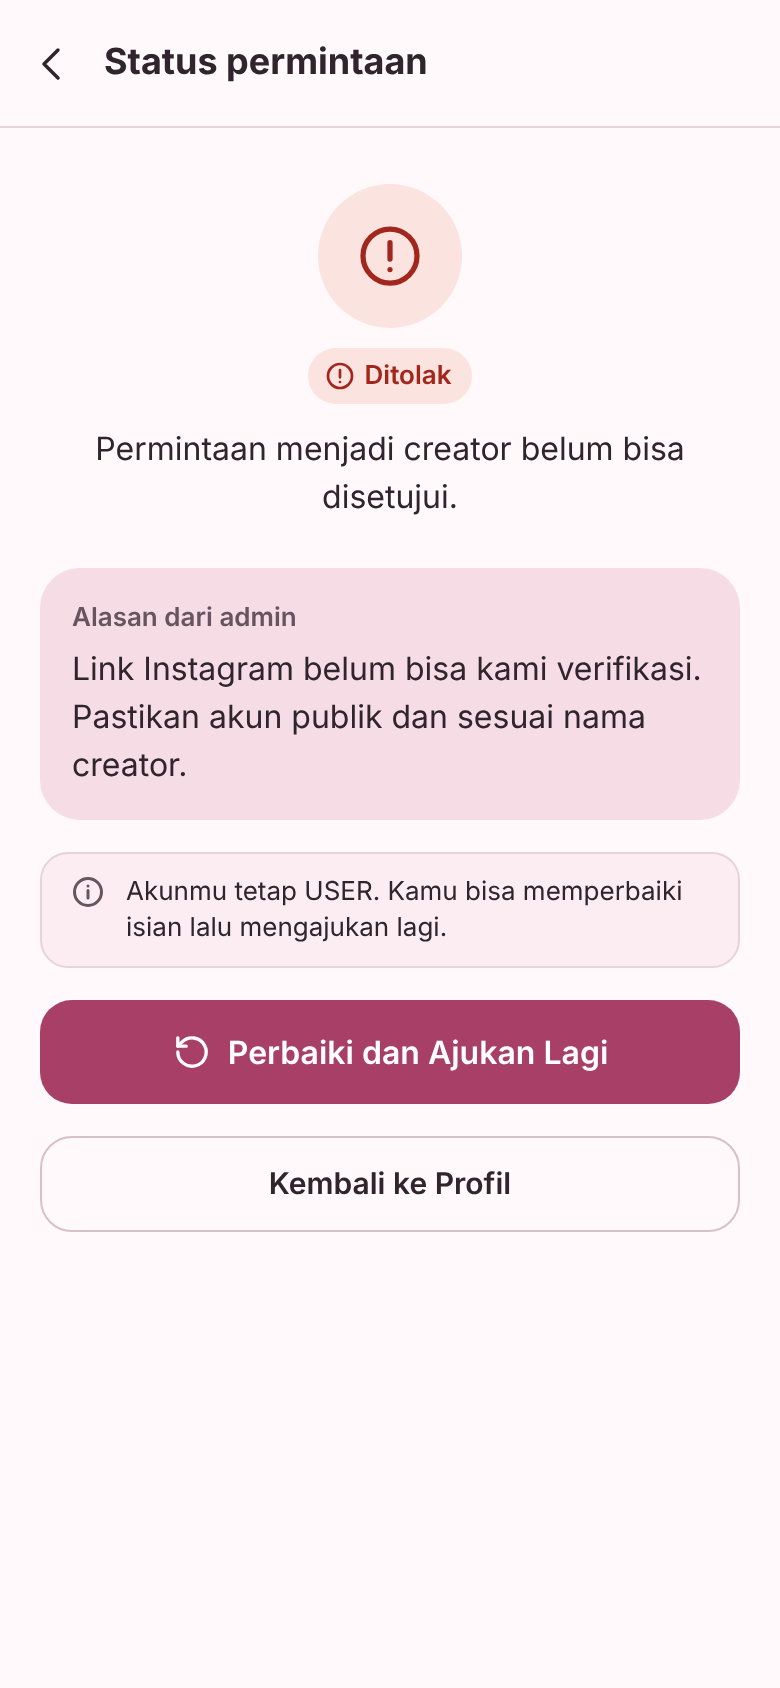 Status permintaan
Ditolak
Permintaan menjadi creator belum bisa
disetujui.
Alasan dari admin
Link Instagram belum bisa kami verifikasi.
Pastikan akun publik dan sesuai nama
creator.
Akunmu tetap USER. Kamu bisa memperbaiki
isian lalu mengajukan lagi.
Perbaiki dan Ajukan Lagi
Kembali ke Profil